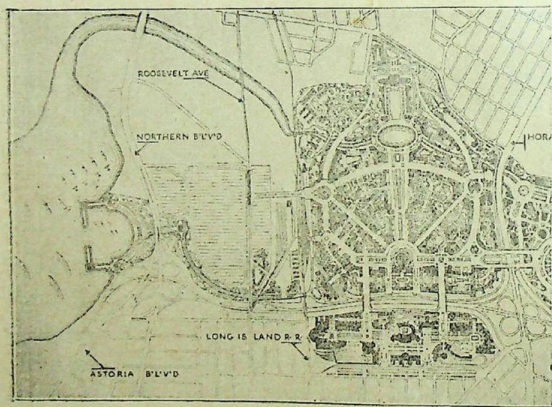 ROOSEVELT AVE
NORTHERN B'L'V'D
HORA
LONG IS LAND R-R-
ASTORIA B'L'V'D